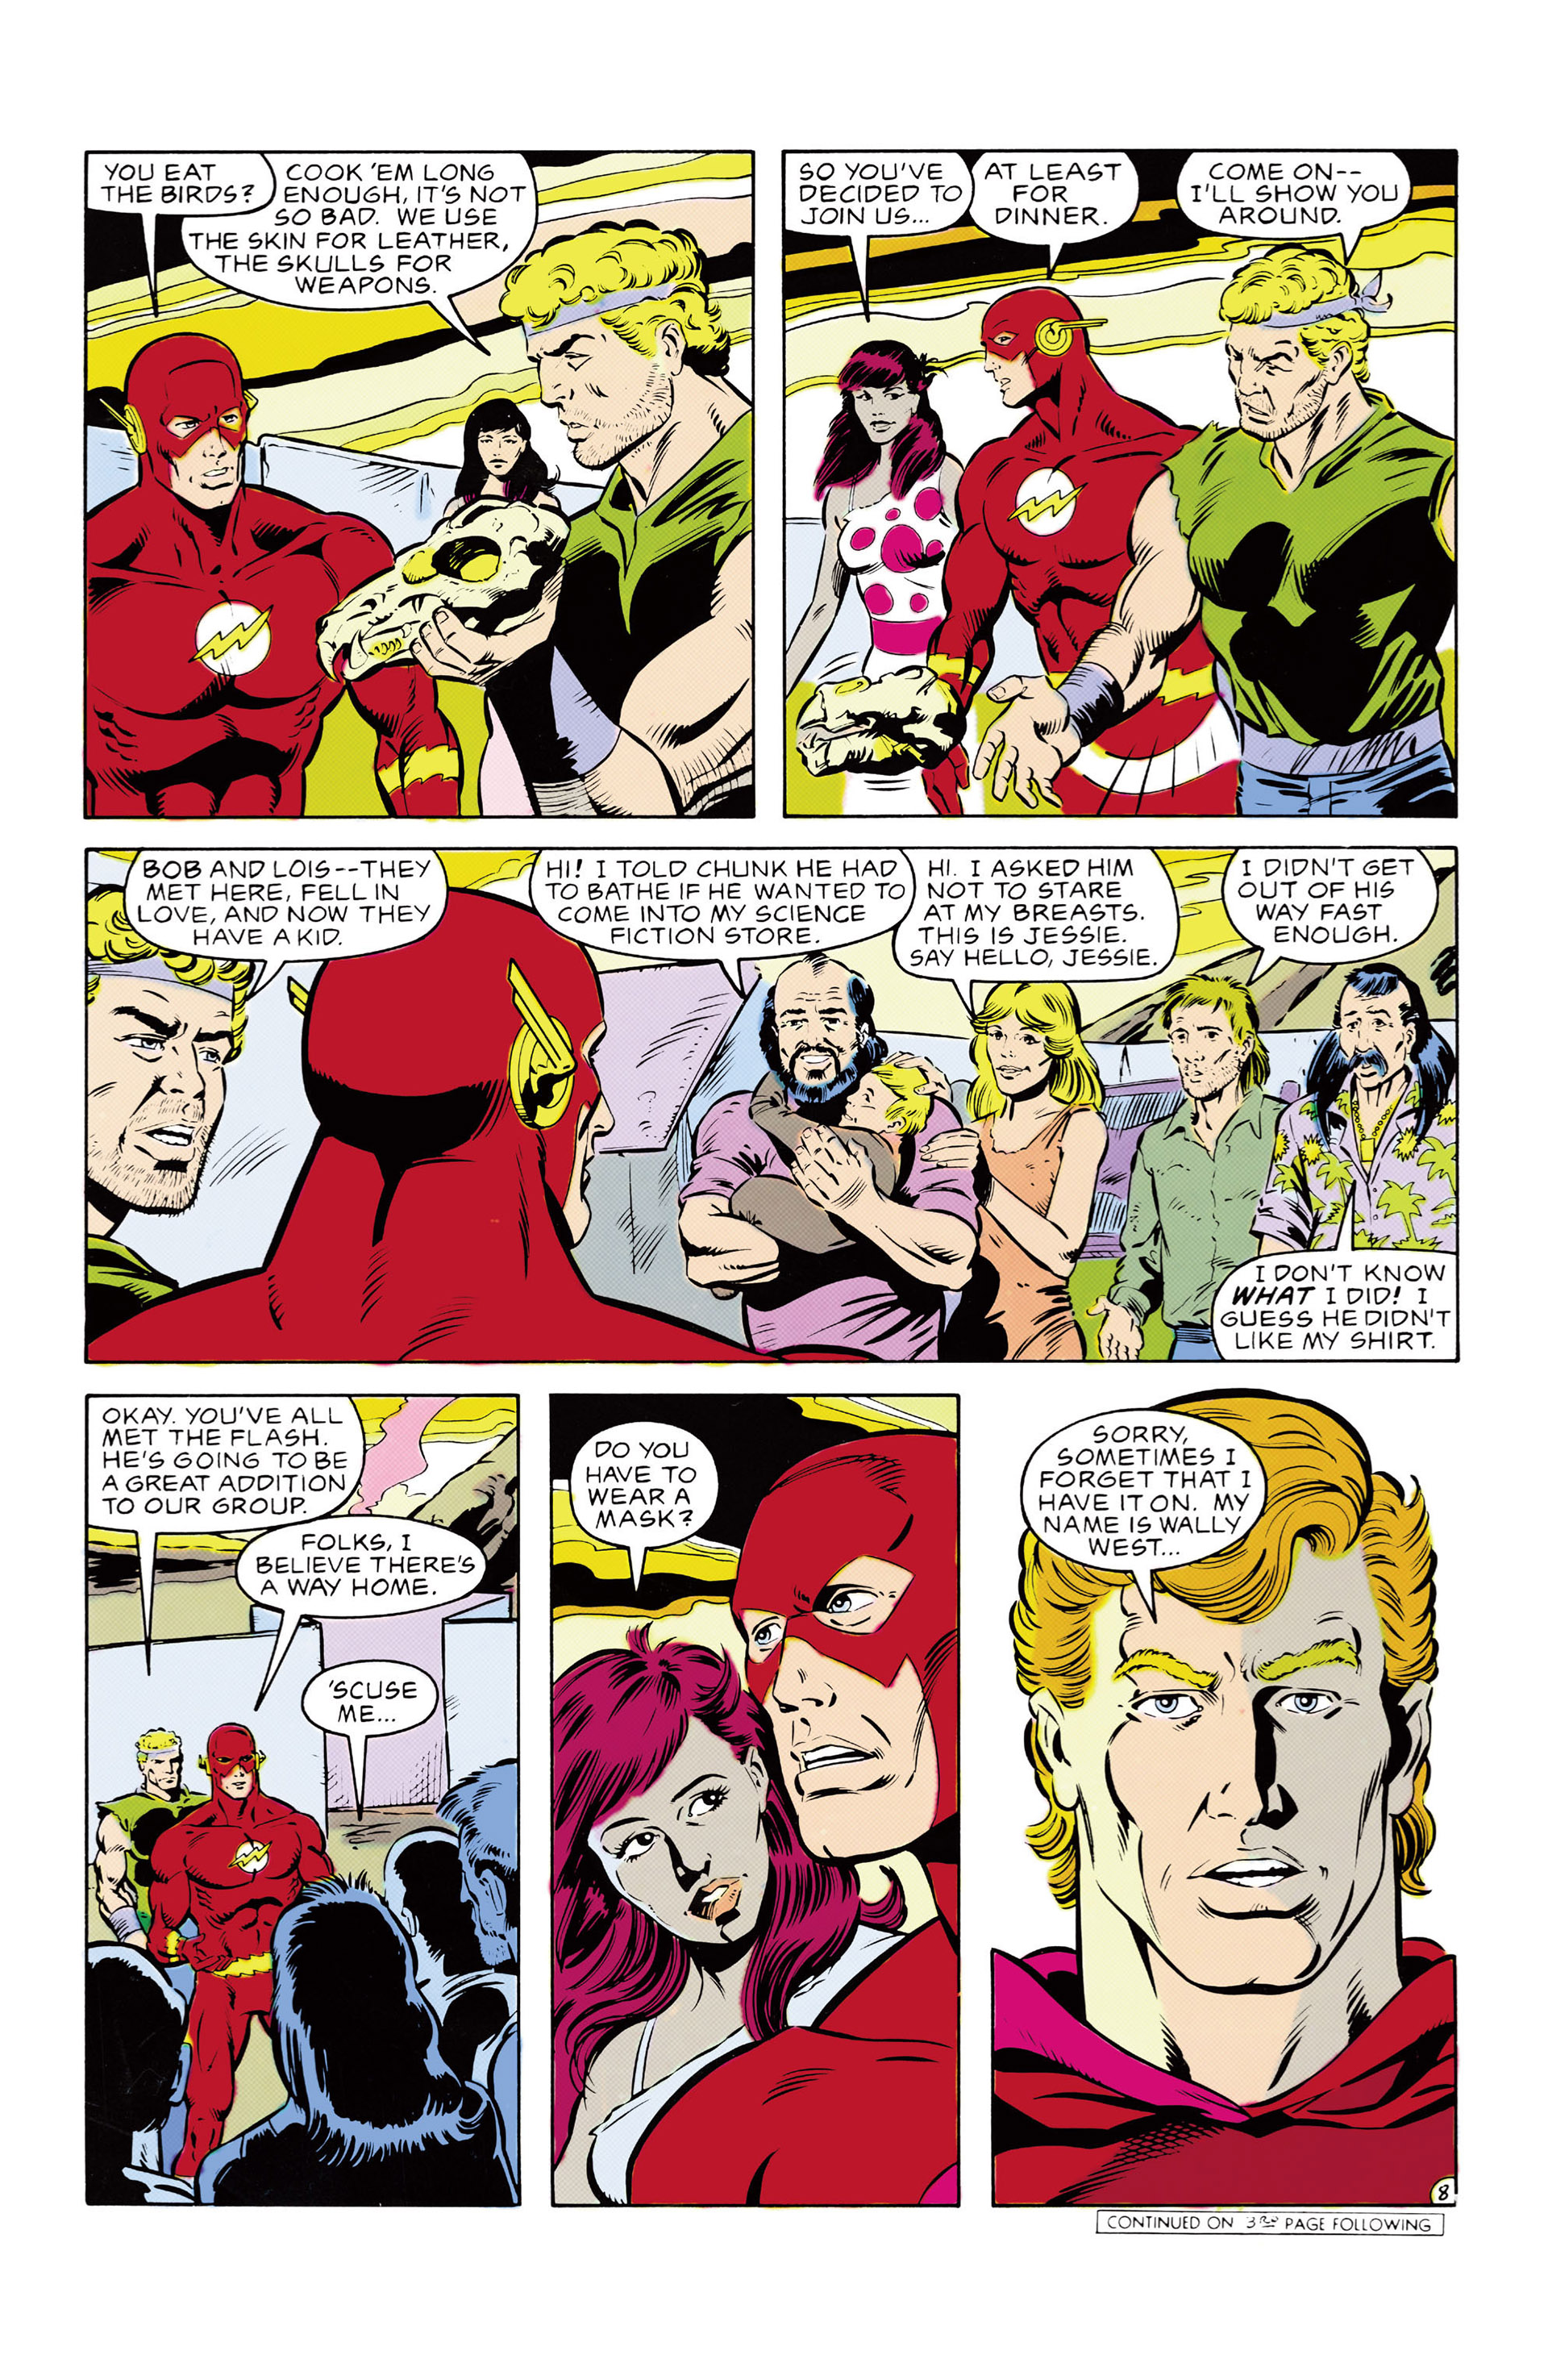 YOU EAT
THE BIRDS?
COOK 'EM LONG
ENOUGH, IT'S NOT
SO BAD. WE USE
THE SKIN FOR LEATHER,
THE SKULLS FOR
WEAPONS.
SO YOU'VE
DECIDED TO
JOIN US...
AT LEAST
FOR
DINNER.
COME ON--
I'LL SHOW YOU
AROUND.
BOB AND LOIS--THEY
MET HERE, FELL IN
LOVE, AND NOW THEY
HAVE A KID.
HI! I TOLD CHUNK HE HAD
TO BATHE IF HE WANTED TO
COME INTO MY SCIENCE
FICTION STORE.
HI. I ASKED HIM
NOT TO STARE
AT MY BREASTS.
THIS IS JESSIE.
SAY HELLO, JESSIE.
I DIDN'T GET
OUT OF HIS
WAY FAST
ENOUGH.
I DON'T KNOW
WHAT I DID! I
GUESS HE DIDN'T
LIKE MY SHIRT.
OKAY. YOU'VE ALL
MET THE FLASH.
HE'S GOING TO BE
A GREAT ADDITION
TO OUR GROUP.
FOLKS, I
BELIEVE THERE'S
A WAY HOME.
'SCUSE
ME...
DO YOU
HAVE TO
WEAR A
MASK?
SORRY,
SOMETIMES I
FORGET THAT I
HAVE IT ON. MY
NAME IS WALLY
WEST...
8
CONTINUED ON 3RD PAGE FOLLOWING